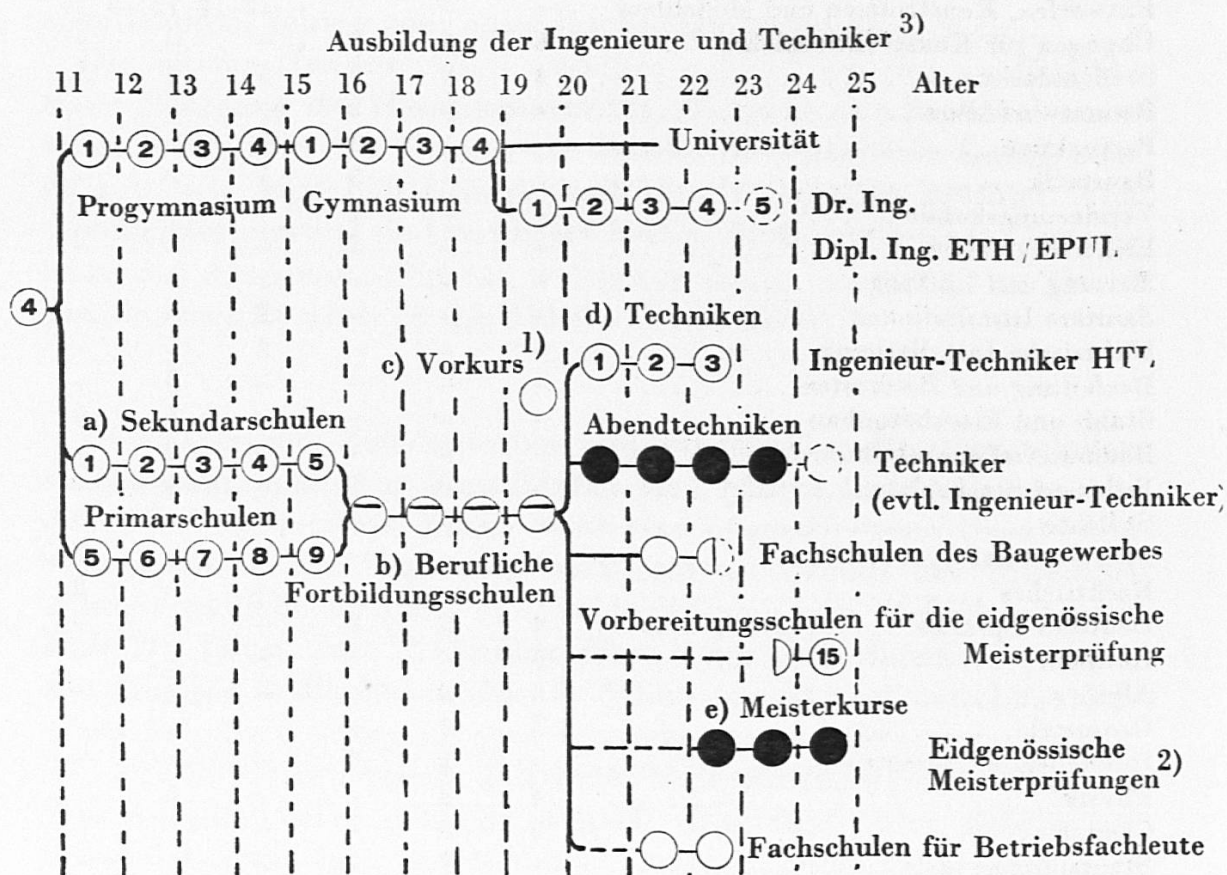 Ausbildung der Ingenieure und Techniker 3)
11 12 13 14 15 16 17 18 19 20 21 22 23 24 25 Alter
1 2 3 4 1 2 3 4 Universität
Progymnasium Gymnasium
1 2 3 4 (5) Dr. Ing.
Dipl. Ing. ETH / EPUL
4
d) Techniken
c) Vorkurs 1)
1 2 3 Ingenieur-Techniker HTL
a) Sekundarschulen
Abendtechniken
1 2 3 4 5
Techniker
(evtl. Ingenieur-Techniker)
Primarschulen
5 6 7 8 9
Fachschulen des Baugewerbes
b) Berufliche
Fortbildungsschulen
Vorbereitungsschulen für die eidgenössische
Meisterprüfung
15
e) Meisterkurse
Eidgenössische
Meisterprüfungen 2)
Fachschulen für Betriebsfachleute